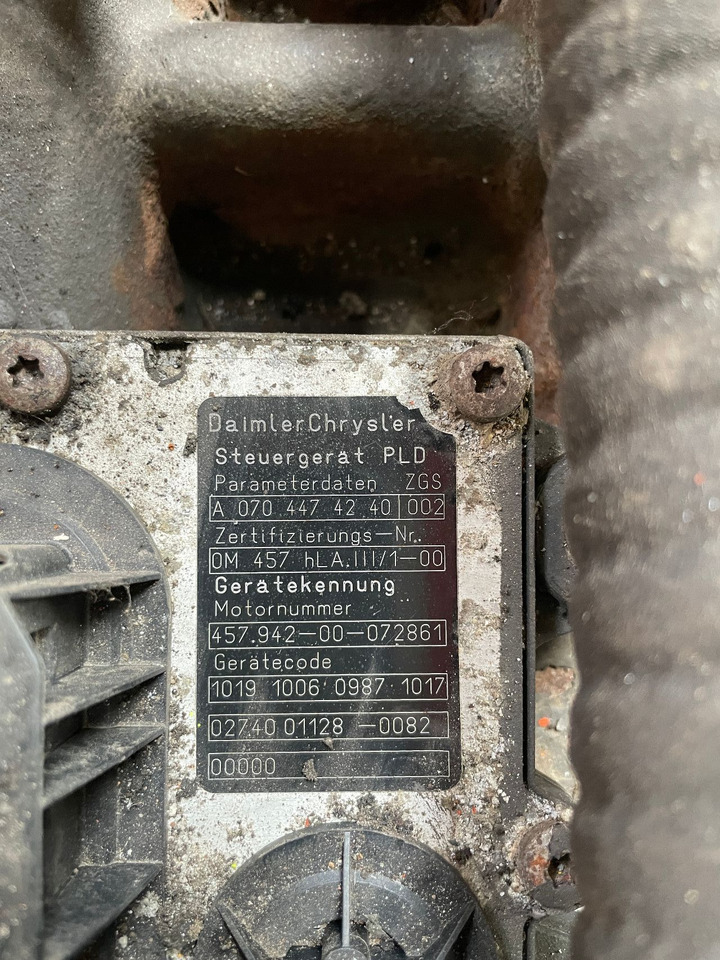 DaimlerChrysler
Steuergerät PLD
Parameterdaten ZGS
A 070 447 42 40 002
Zertifizierungs-Nr.
OM 457 hLA.III/1-00
Gerätekennung
Motornummer
457.942-00-072861
Gerätecode
1019 1006 0987 1017
02740 01128 -0082
00000